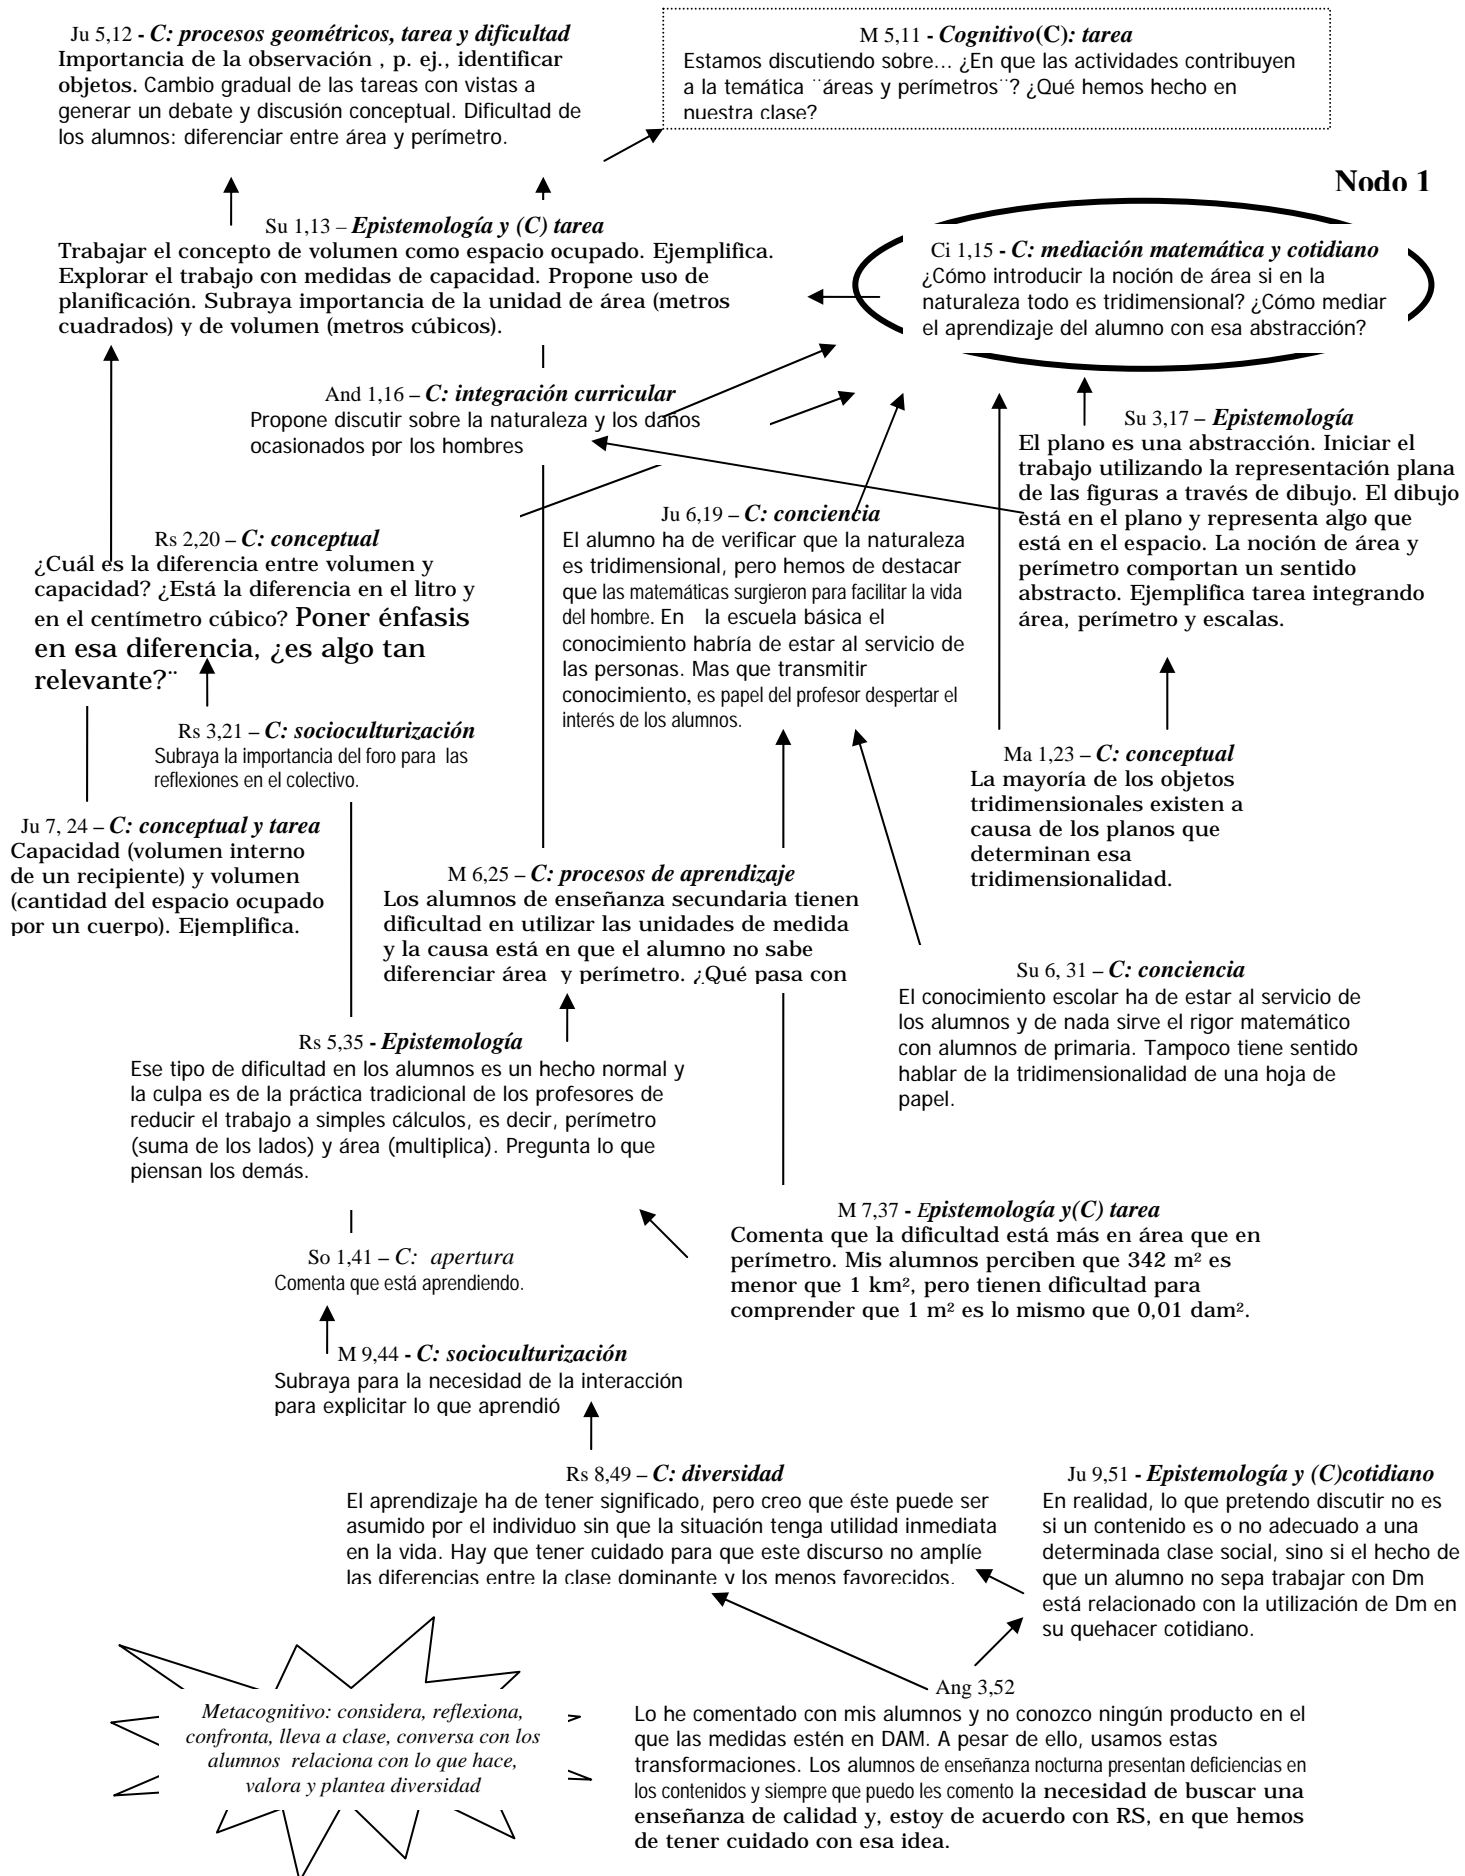 Ju 5,12 - C: procesos geométricos, tarea y dificultad
Importancia de la observación , p. ej., identificar
objetos. Cambio gradual de las tareas con vistas a
generar un debate y discusión conceptual. Dificultad de
los alumnos: diferenciar entre área y perímetro.
M 5,11 - Cognitivo(C): tarea
Estamos discutiendo sobre... ¿En que las actividades contribuyen
a la temática ¨áreas y perímetros¨? ¿Qué hemos hecho en
nuestra clase?
Nodo 1
Su 1,13 – Epistemología y (C) tarea
Trabajar el concepto de volumen como espacio ocupado. Ejemplifica.
Explorar el trabajo con medidas de capacidad. Propone uso de
planificación. Subraya importancia de la unidad de área (metros
cuadrados) y de volumen (metros cúbicos).
Ci 1,15 - C: mediación matemática y cotidiano
¿Cómo introducir la noción de área si en la
naturaleza todo es tridimensional? ¿Cómo mediar
el aprendizaje del alumno con esa abstracción?
And 1,16 – C: integración curricular
Propone discutir sobre la naturaleza y los daños
ocasionados por los hombres
Su 3,17 – Epistemología
El plano es una abstracción. Iniciar el
trabajo utilizando la representación plana
de las figuras a través de dibujo. El dibujo
está en el plano y representa algo que
está en el espacio. La noción de área y
perímetro comportan un sentido
abstracto. Ejemplifica tarea integrando
área, perímetro y escalas.
Rs 2,20 – C: conceptual
¿Cuál es la diferencia entre volumen y
capacidad? ¿Está la diferencia en el litro y
en el centímetro cúbico? Poner énfasis
en esa diferencia, ¿es algo tan
relevante?¨
Ju 6,19 – C: conciencia
El alumno ha de verificar que la naturaleza
es tridimensional, pero hemos de destacar
que las matemáticas surgieron para facilitar la vida
del hombre. En la escuela básica el
conocimiento habría de estar al servicio de
las personas. Mas que transmitir
conocimiento, es papel del profesor despertar el
interés de los alumnos.
Rs 3,21 – C: socioculturización
Subraya la importancia del foro para las
reflexiones en el colectivo.
Ma 1,23 – C: conceptual
La mayoría de los objetos
tridimensionales existen a
causa de los planos que
determinan esa
tridimensionalidad.
Ju 7, 24 – C: conceptual y tarea
Capacidad (volumen interno
de un recipiente) y volumen
(cantidad del espacio ocupado
por un cuerpo). Ejemplifica.
M 6,25 – C: procesos de aprendizaje
Los alumnos de enseñanza secundaria tienen
dificultad en utilizar las unidades de medida
y la causa está en que el alumno no sabe
diferenciar área y perímetro. ¿Qué pasa con
Su 6, 31 – C: conciencia
El conocimiento escolar ha de estar al servicio de
los alumnos y de nada sirve el rigor matemático
con alumnos de primaria. Tampoco tiene sentido
hablar de la tridimensionalidad de una hoja de
papel.
Rs 5,35 - Epistemología
Ese tipo de dificultad en los alumnos es un hecho normal y
la culpa es de la práctica tradicional de los profesores de
reducir el trabajo a simples cálculos, es decir, perímetro
(suma de los lados) y área (multiplica). Pregunta lo que
piensan los demás.
M 7,37 - Epistemología y(C) tarea
Comenta que la dificultad está más en área que en
perímetro. Mis alumnos perciben que 342 m² es
menor que 1 km², pero tienen dificultad para
comprender que 1 m² es lo mismo que 0,01 dam².
So 1,41 – C: apertura
Comenta que está aprendiendo.
M 9,44 - C: socioculturización
Subraya para la necesidad de la interacción
para explicitar lo que aprendió
Rs 8,49 – C: diversidad
El aprendizaje ha de tener significado, pero creo que éste puede ser
asumido por el individuo sin que la situación tenga utilidad inmediata
en la vida. Hay que tener cuidado para que este discurso no amplíe
las diferencias entre la clase dominante y los menos favorecidos.
Ju 9,51 - Epistemología y (C)cotidiano
En realidad, lo que pretendo discutir no es
si un contenido es o no adecuado a una
determinada clase social, sino si el hecho de
que un alumno no sepa trabajar con Dm
está relacionado con la utilización de Dm en
su quehacer cotidiano.
Ang 3,52
Lo he comentado con mis alumnos y no conozco ningún producto en el
que las medidas estén en DAM. A pesar de ello, usamos estas
transformaciones. Los alumnos de enseñanza nocturna presentan deficiencias en
los contenidos y siempre que puedo les comento la necesidad de buscar una
enseñanza de calidad y, estoy de acuerdo con RS, en que hemos
de tener cuidado con esa idea.
Metacognitivo: considera, reflexiona,
confronta, lleva a clase, conversa con los
alumnos relaciona con lo que hace,
valora y plantea diversidad